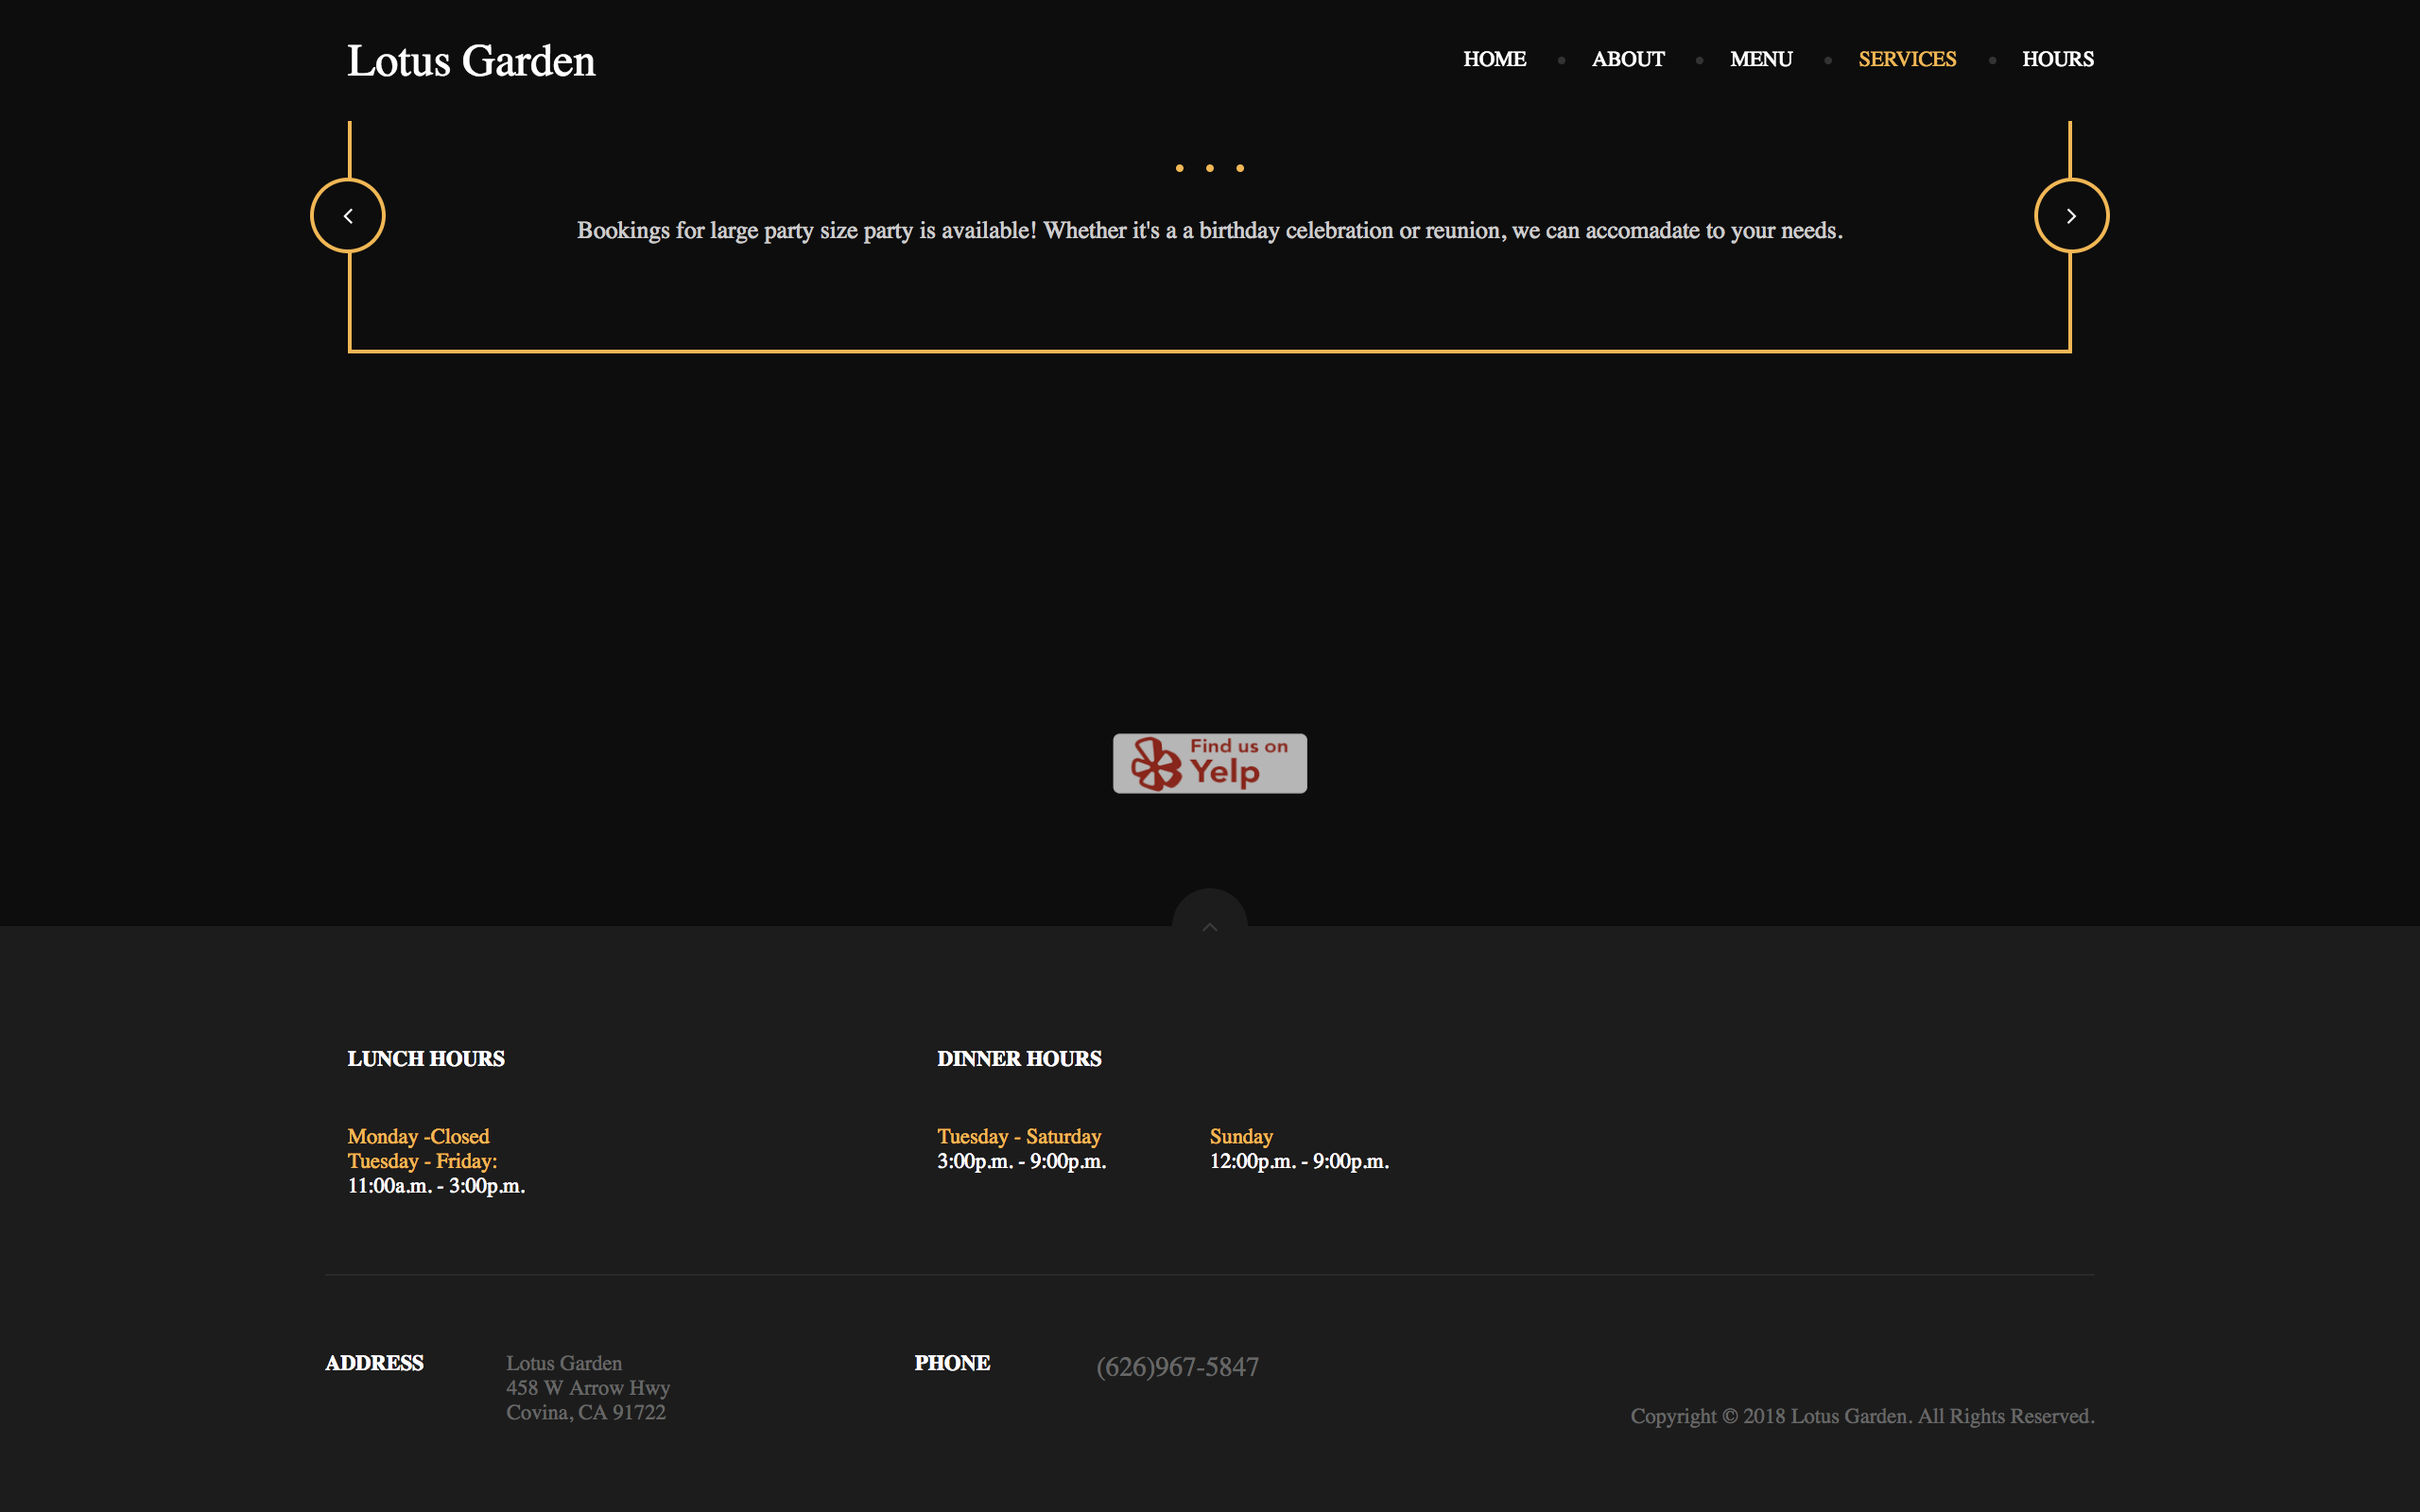 Lotus Garden
HOME ABOUT MENU SERVICES HOURS
Bookings for large party size party is available! Whether it's a a birthday celebration or reunion, we can accomadate to your needs.
Find us on
Yelp
LUNCH HOURS
Monday -Closed
Tuesday - Friday:
11:00a.m. - 3:00p.m.
DINNER HOURS
Tuesday - Saturday
3:00p.m. - 9:00p.m.
Sunday
12:00p.m. - 9:00p.m.
ADDRESS
Lotus Garden
458 W Arrow Hwy
Covina, CA 91722
PHONE
(626)967-5847
Copyright © 2018 Lotus Garden. All Rights Reserved.